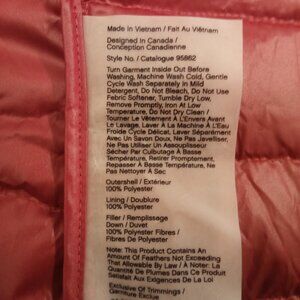 Made in Vietnam / Fait Au Viêtnam
Designed In Canada /
Conception Canadienne
Style No. / Catalogue 95862
Turn Garment Inside Out Before
Washing, Machine Wash Cold, Gentle
Cycle Wash Separately In Mild
Detergent, Do Not Bleach, Do Not Use
Fabric Softener, Tumble Dry Low,
Remove Promptly, Iron At Low
Temperature, Do Not Dry Clean /
Tourner Le Vêtement À L'Envers Avant
Le Lavage, Laver À La Machine À L'Eau
Froide Cycle Délicat, Laver Séparément
Avec Un Savon Doux, Ne Pas Javelliser,
Ne Pas Utiliser Un Assouplisseur
Sécher Par Culbutage À Basse
Température, Retirer Promptement,
Repasser À Basse Température, Ne
Pas Nettoyer À Sec
Outershell / Extérieur
100% Polyester
Lining / Doublure
100% Polyester
Filler / Remplissage
Down / Duvet
100% Polyester Fibres /
Fibres De Polyester
Note: This Product Contains An
Amount Of Feathers Not Exceeding
That Allowable By Law / À Noter: La
Quantité De Plumes Dans Ce Produit
Satisfait Aux Exigences De La Loi
Exclusive Of Trimmings /
Garniture Exclue